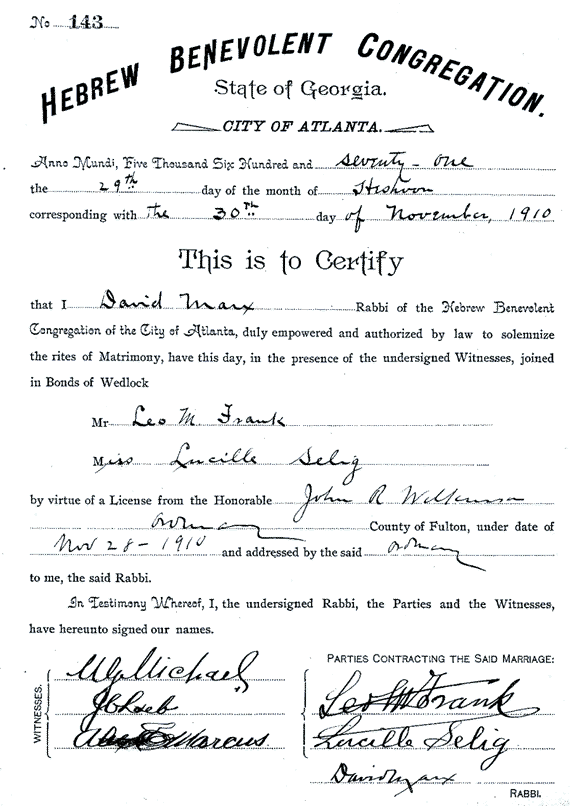 No 143
HEBREW BENEVOLENT CONGREGATION.
State of Georgia.
CITY OF ATLANTA.
Anno Mundi, Five Thousand Six Hundred and seventy-one
the 29th day of the month of Heshvon
corresponding with the 30th day of November, 1910
This is to Certify
that I David Marx Rabbi of the Hebrew Benevolent
Congregation of the City of Atlanta, duly empowered and authorized by law to solemnize
the rites of Matrimony, have this day, in the presence of the undersigned Witnesses, joined
in Bonds of Wedlock
Mr Leo M. Frank
Miss Lucille Selig
by virtue of a License from the Honorable John R Wilkinson
Ordinary County of Fulton, under date of
Nov 28-1910 and addressed by the said Ordinary
to me, the said Rabbi.
In Testimony Whereof, I, the undersigned Rabbi, the Parties and the Witnesses,
have hereunto signed our names.
WITNESSES.
Michael
J Loeb
Marcus
PARTIES CONTRACTING THE SAID MARRIAGE:
Leo M Frank
Lucille Selig
David Marx
RABBI.